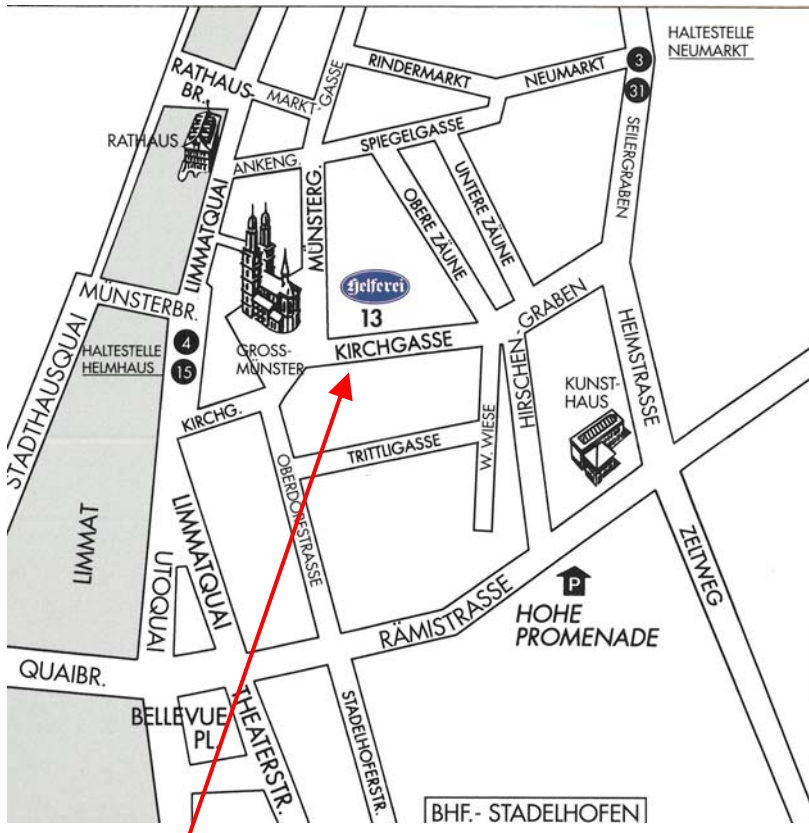 HALTESTELLE
NEUMARKT
3
31
RINDERMARKT
NEUMARKT
RATHAUS-
BR.
MARKT-
GASSE
SPIEGELGASSE
SEILERGRABEN
RATHAUS
ANKENG.
MÜNSTERG.
LIMMATQUAI
OBERE ZÄUNE
UNTERE ZÄUNE
Helferei
13
MÜNSTERBR.
HALTESTELLE
HELMHAUS
4
15
GROSS-
MÜNSTER
KIRCHGASSE
HIRSCHEN-GRABEN
HEIMSTRASSE
KUNST-
HAUS
STADTHAUSQUAI
KIRCHG.
TRITTLIGASSE
W. WIESE
OBERDORFSTRASSE
LIMMAT
LIMMATQUAI
UTOQUAI
RÄMISTRASSE
P
HOHE
PROMENADE
ZELTWEG
QUAIBR.
BELLEVUE
PL.
THEATERSTR.
STADELHOFERSTR.
BHF.- STADELHOFEN